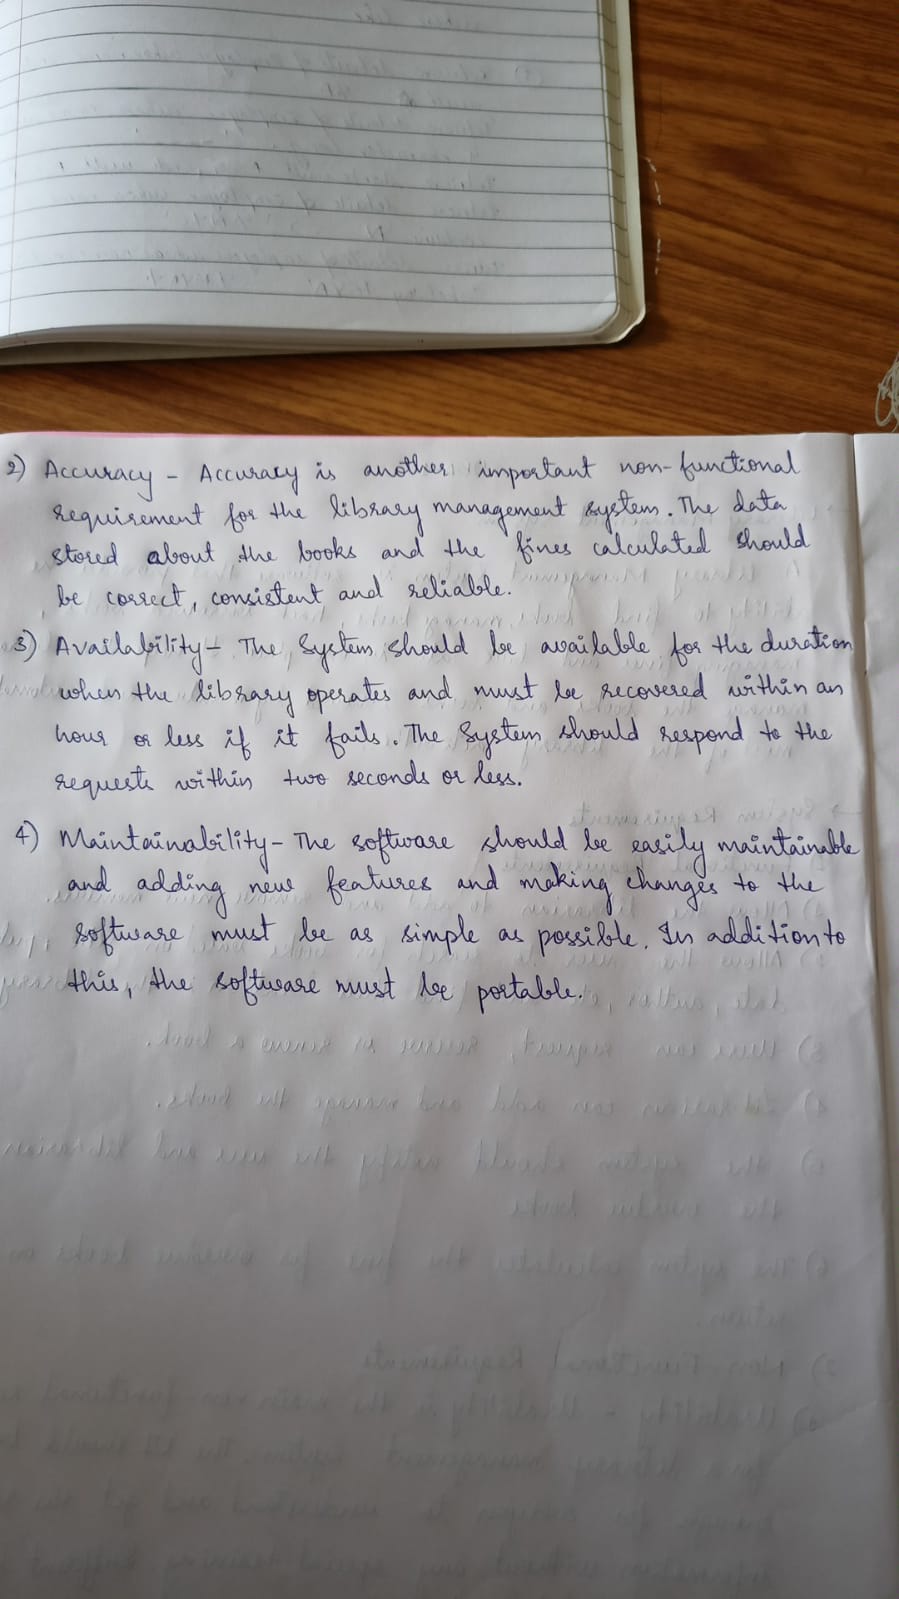 2) Accuracy - Accuracy is another important non-functional
requirement for the library management system. The data
stored about the books and the fines calculated should
be correct, consistent and reliable.
3) Availability - The System should be available for the duration
when the library operates and must be recovered within an
hour or less if it fails. The System should respond to the
requests within two seconds or less.
4) Maintainability - The software should be easily maintainable
and adding new features and making changes to the
software must be as simple as possible. In addition to
this, the software must be portable.